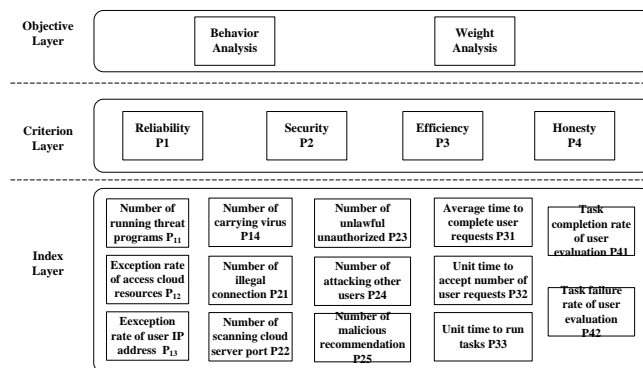 Objective
Layer
Behavior
Analysis
Weight
Analysis
Criterion
Layer
Reliability
P1
Security
P2
Efficiency
P3
Honesty
P4
Index
Layer
Number of
running threat
programs P₁₁
Exception rate
of access cloud
resources P₁₂
Eexception
rate of user IP
address P₁₃
Number of
carrying virus
P14
Number of
illegal
connection P21
Number of
scanning cloud
server port P22
Number of
unlawful
unauthorized P23
Number of
attacking other
users P24
Number of
malicious
recommendation
P25
Average time to
complete user
requests P31
Unit time to
accept number of
user requests P32
Unit time to run
tasks P33
Task
completion rate
of user
evaluation P41
Task failure
rate of user
evaluation
P42